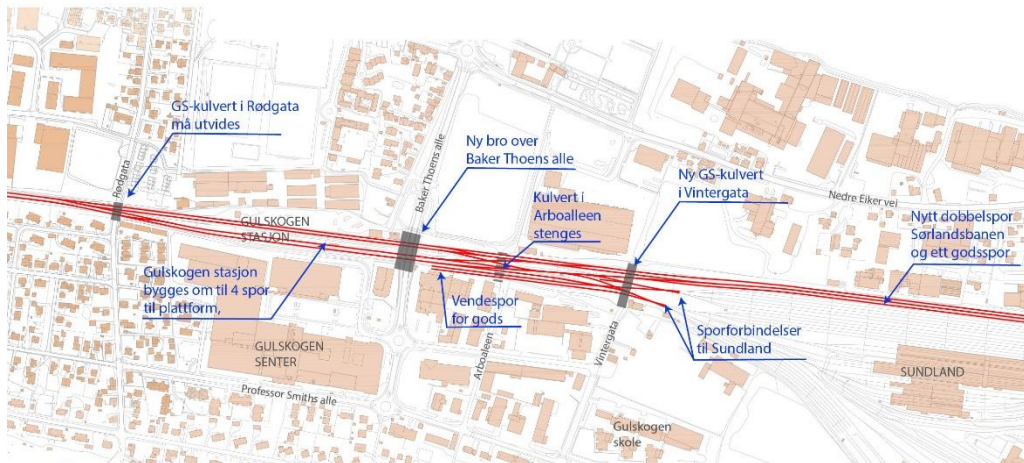 GS-kulvert i Rødgata
må utvides
Rødgata
GULSKOGEN
STASJON
Gulskogen stasjon
bygges om til 4 spor
til plattform,
GULSKOGEN
SENTER
Professor Smiths alle
Baker Thoens alle
Ny bro over
Baker Thoens alle
Kulvert i
Arboalleen
stenges
Vendespor
for gods
Arboaleen
Ny GS-kulvert
i Vintergata
Vintergata
Nedre Eiker vei
Nytt dobbelspor
Sørlandsbanen
og ett godsspor
Sporforbindelser
til Sundland
SUNDLAND
Gulskogen
skole